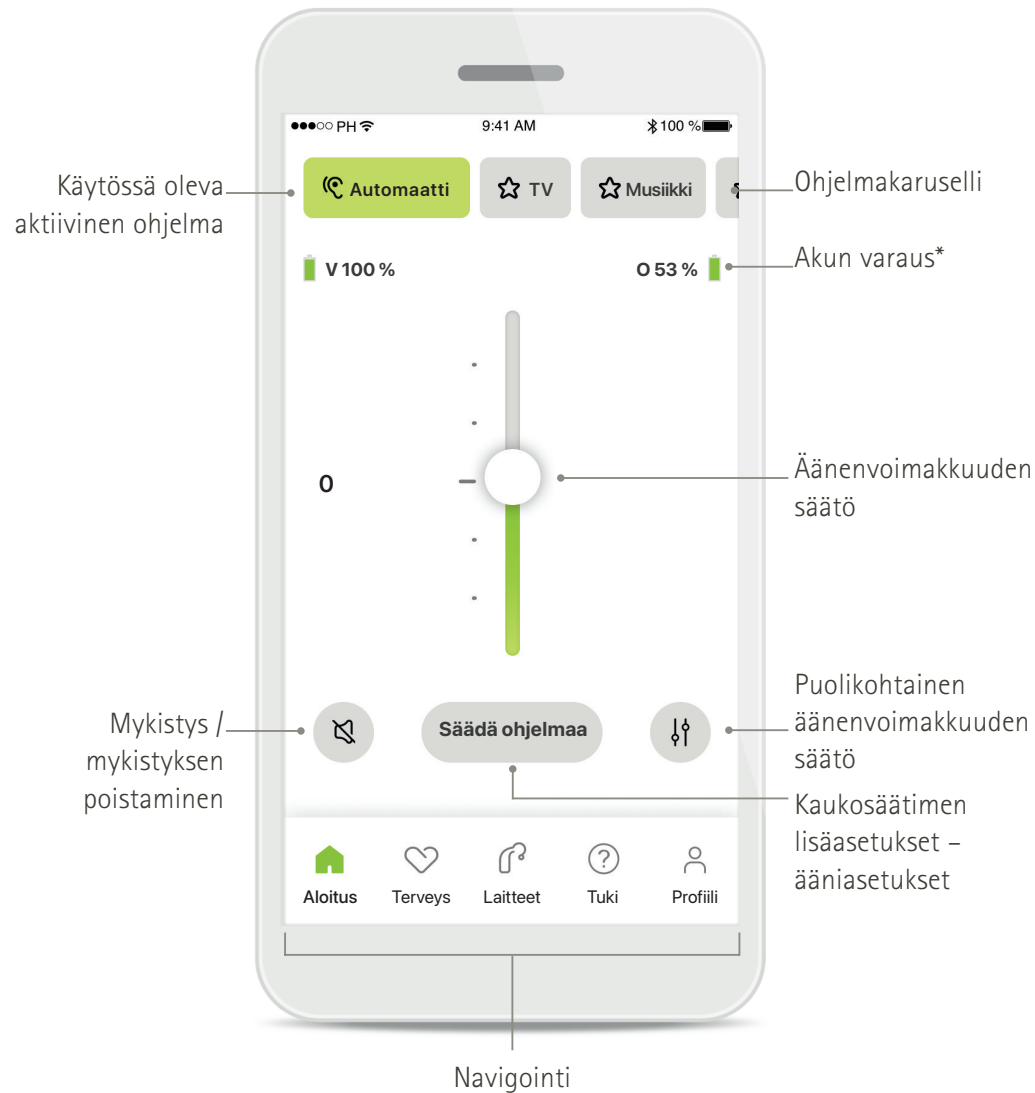 PH
9:41 AM
100 %
Käytössä oleva
aktiivinen ohjelma
Automaatti
TV
Musiikki
Ohjelmakaruselli
V 100 %
O 53 %
Akun varaus*
0
Äänenvoimakkuuden
säätö
Mykistys /
mykistyksen
poistaminen
Säädä ohjelmaa
Puolikohtainen
äänenvoimakkuuden
säätö
Kaukosäätimen
lisäasetukset –
ääniasetukset
Aloitus
Terveys
Laitteet
Tuki
Profiili
Navigointi